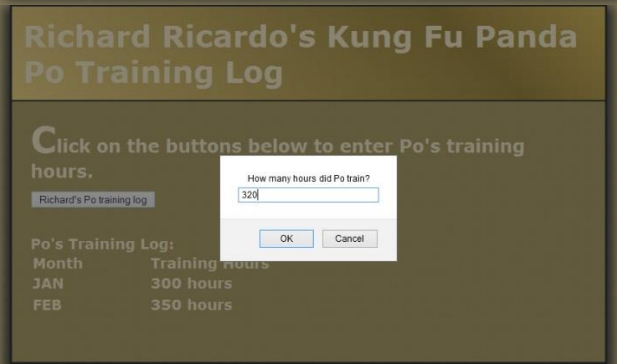 Richard Ricardo's Kung Fu Panda
Po Training Log
Click on the buttons below to enter Po's training
hours.
Richard's Po training log
How many hours did Po train?
320
OK Cancel
Po's Training Log:
Month Training Hours
JAN 300 hours
FEB 350 hours